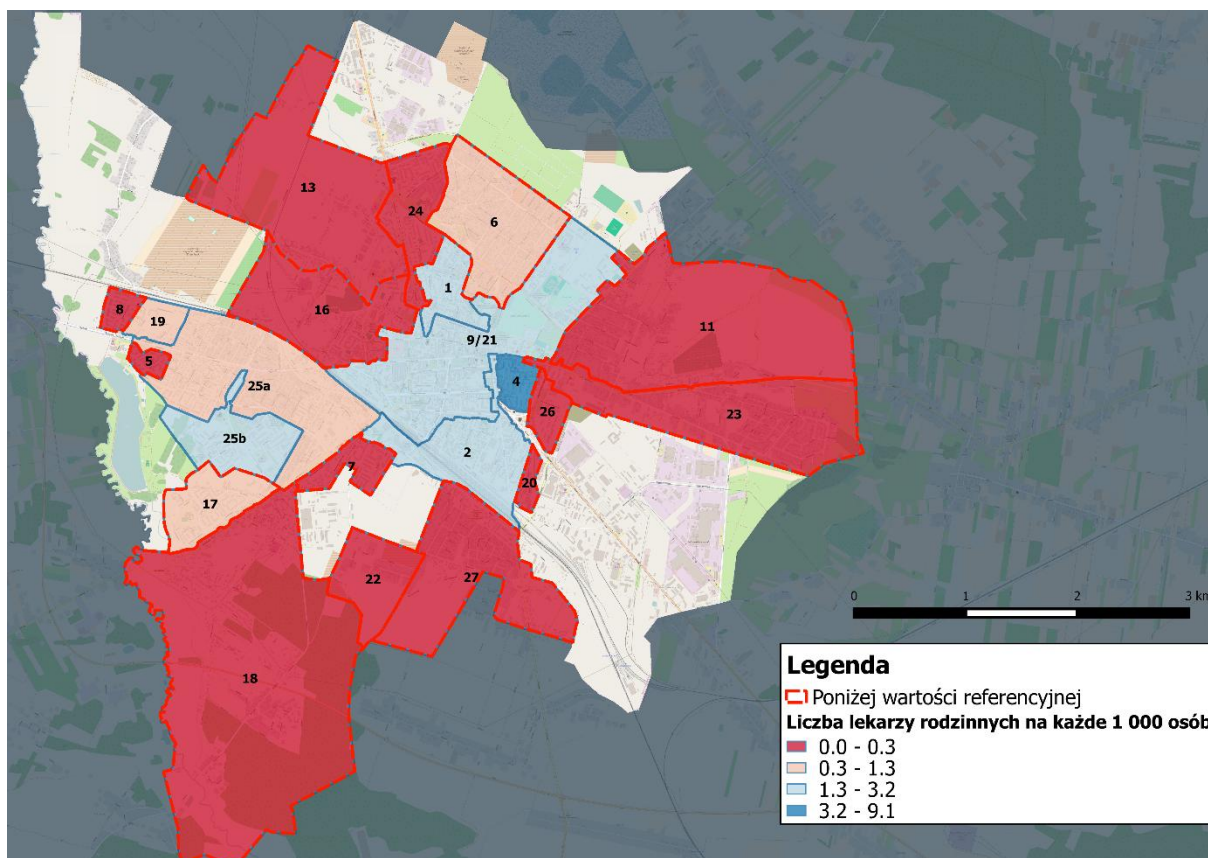 13
24
6
1
8
19
16
9/21
11
5
25a
4
26
23
25b
2
7
20
17
22
27
18
0 1 2 3 km
Legenda
Poniżej wartości referencyjnej
Liczba lekarzy rodzinnych na każde 1 000 osób
0.0 - 0.3
0.3 - 1.3
1.3 - 3.2
3.2 - 9.1